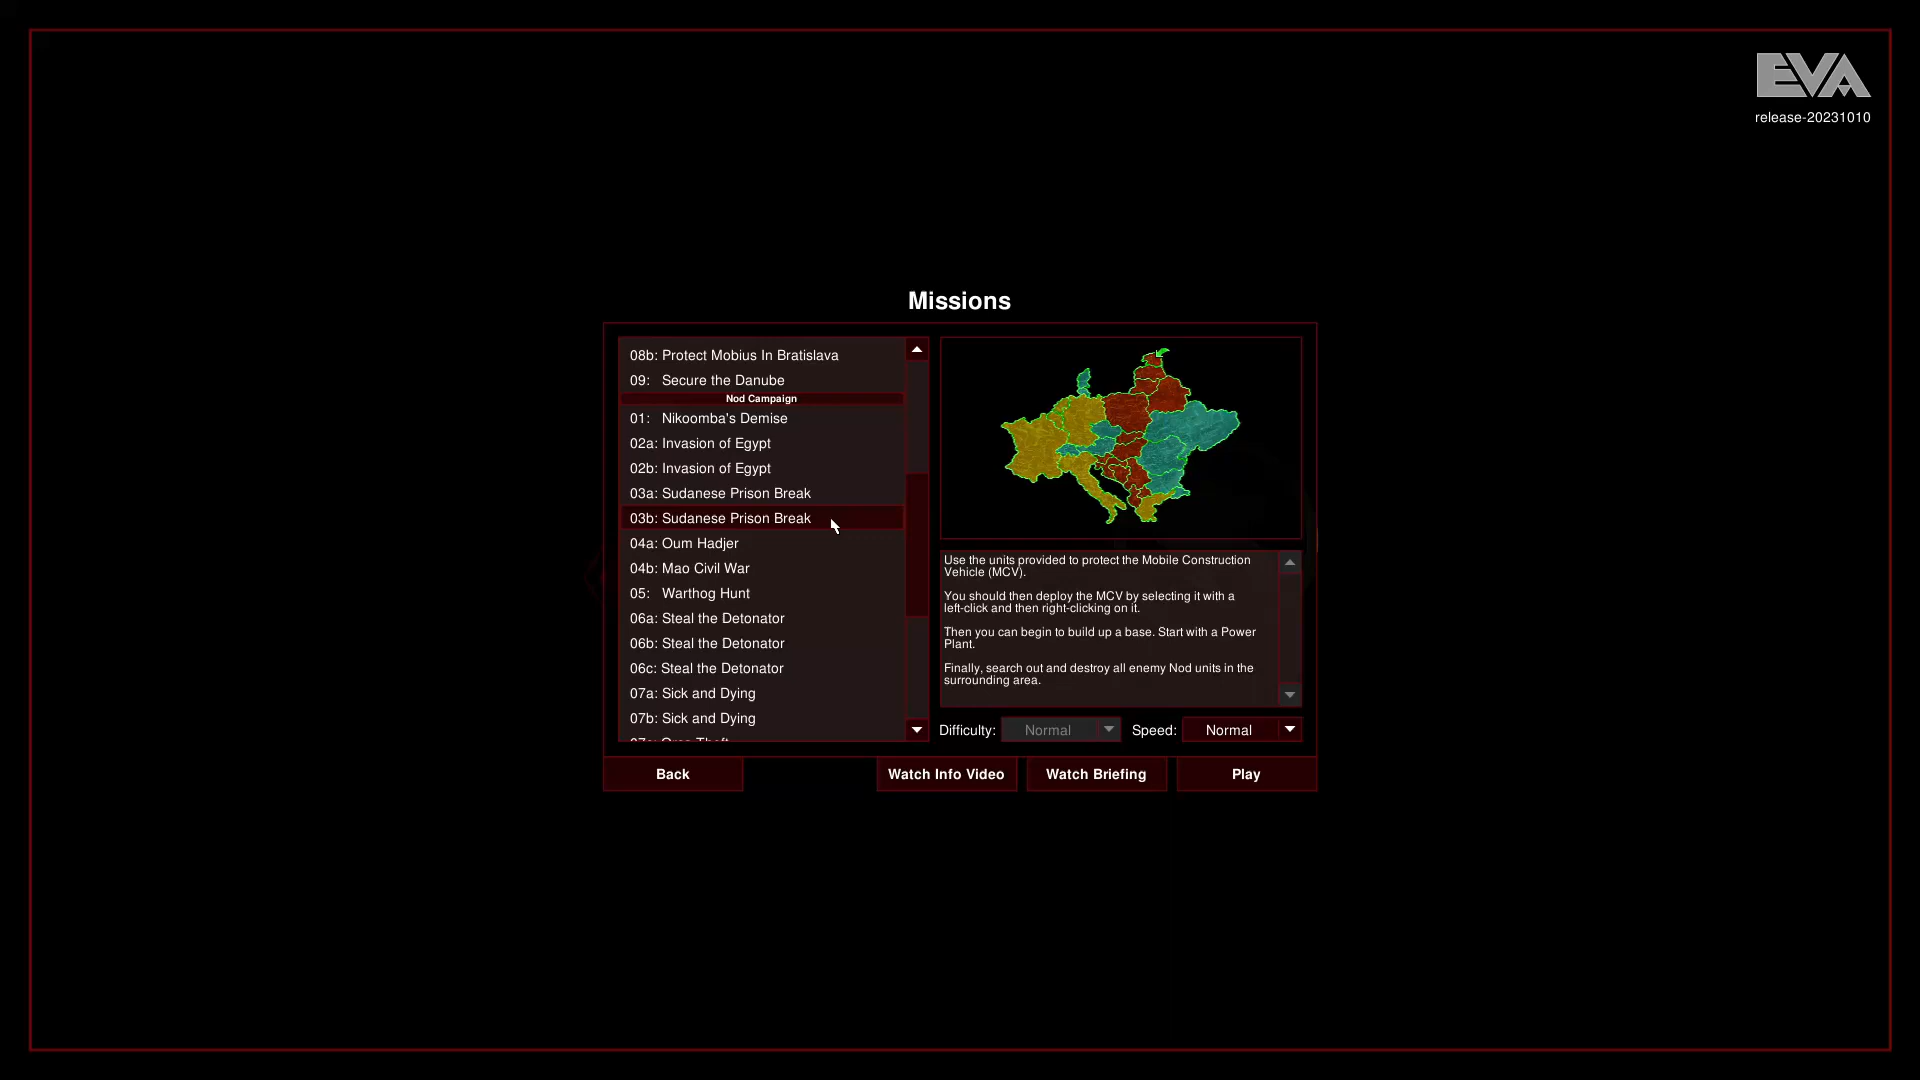 EVA
release-20231010
Missions
08b: Protect Mobius In Bratislava
09: Secure the Danube
Nod Campaign
01: Nikoomba's Demise
02a: Invasion of Egypt
02b: Invasion of Egypt
03a: Sudanese Prison Break
03b: Sudanese Prison Break
04a: Oum Hadjer
04b: Mao Civil War
05: Warthog Hunt
06a: Steal the Detonator
06b: Steal the Detonator
06c: Steal the Detonator
07a: Sick and Dying
07b: Sick and Dying
Use the units provided to protect the Mobile Construction
Vehicle (MCV).
You should then deploy the MCV by selecting it with a
left-click and then right-clicking on it.
Then you can begin to build up a base. Start with a Power
Plant.
Finally, search out and destroy all enemy Nod units in the
surrounding area.
Difficulty: Normal Speed: Normal
Back Watch Info Video Watch Briefing Play